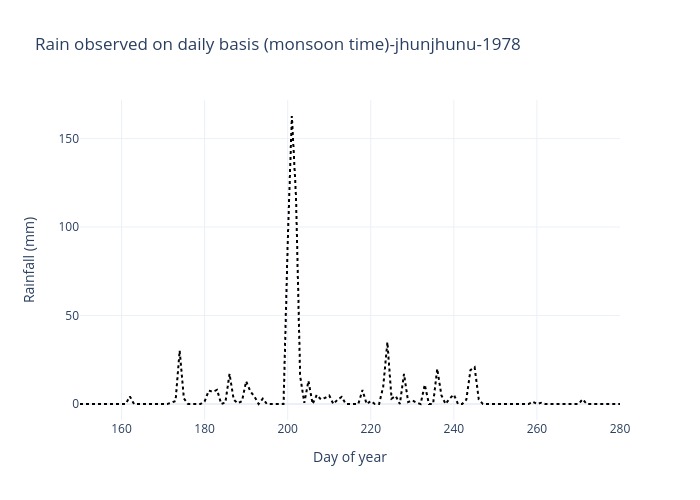 Rain observed on daily basis (monsoon time)-jhunjhunu-1978
150
100
50
0
Rainfall (mm)
160 180 200 220 240 260 280
Day of year